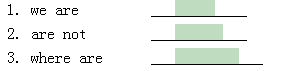 1. we are
2. are not
3. where are